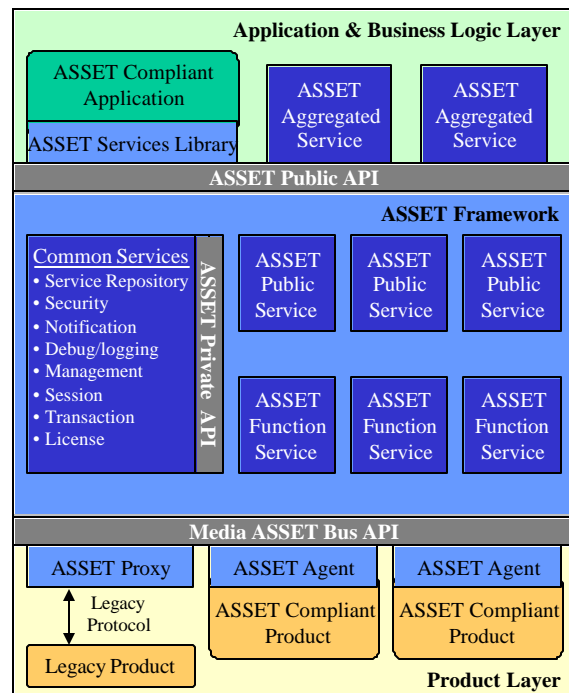 Application & Business Logic Layer
ASSET Compliant
Application
ASSET Services Library
ASSET
Aggregated
Service
ASSET
Aggregated
Service
ASSET Public API
ASSET Framework
Common Services
• Service Repository
• Security
• Notification
• Debug/logging
• Management
• Session
• Transaction
• License
ASSET Private API
ASSET
Public
Service
ASSET
Public
Service
ASSET
Public
Service
ASSET
Function
Service
ASSET
Function
Service
ASSET
Function
Service
Media ASSET Bus API
ASSET Proxy
Legacy
Protocol
Legacy Product
ASSET Agent
ASSET Compliant
Product
ASSET Agent
ASSET Compliant
Product
Product Layer